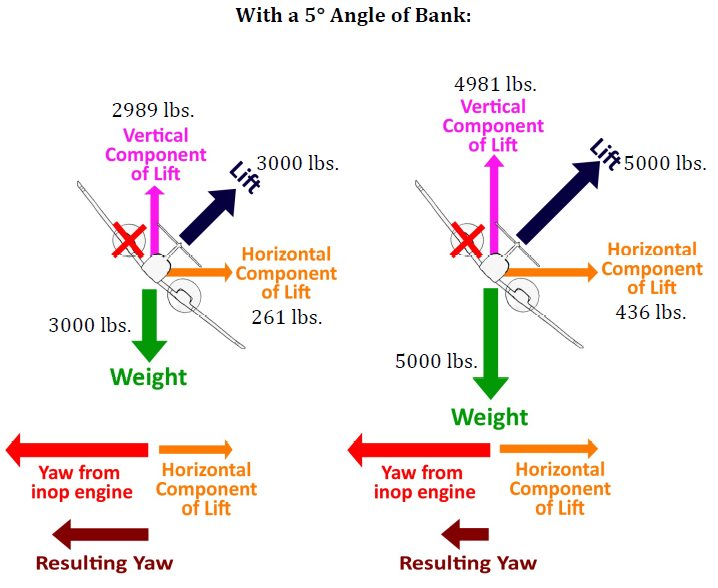 With a 5° Angle of Bank:
2989 lbs.
Vertical
Component
of Lift
Lift
3000 lbs.
Horizontal
Component
of Lift
261 lbs.
3000 lbs.
Weight
Yaw from
inop engine
Horizontal
Component
of Lift
Resulting Yaw
4981 lbs.
Vertical
Component
of Lift
Lift
5000 lbs.
Horizontal
Component
of Lift
436 lbs.
5000 lbs.
Weight
Yaw from
inop engine
Horizontal
Component
of Lift
Resulting Yaw